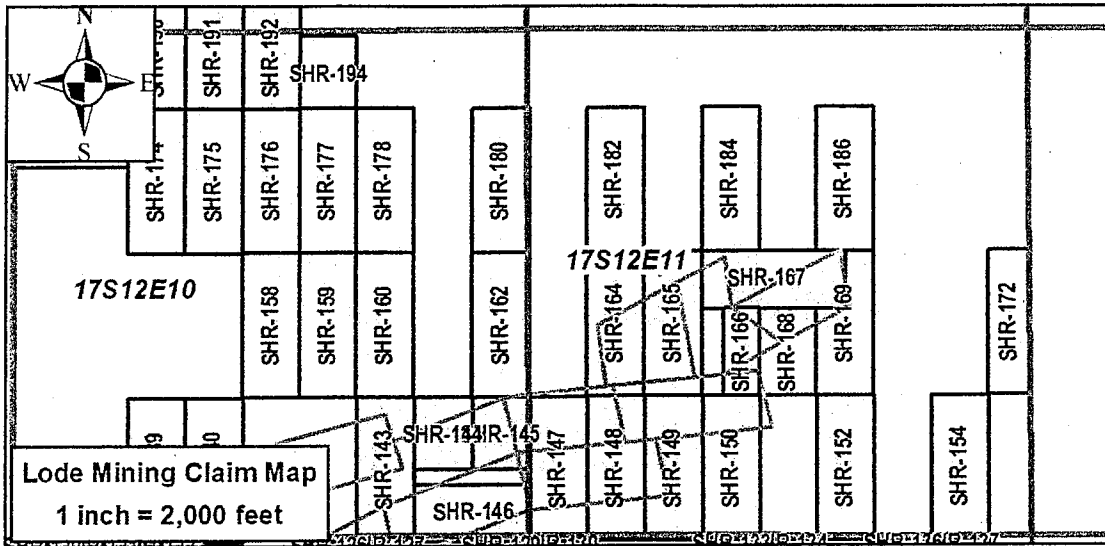 N
W E
S
SHR-191
SHR-192
SHR-194
SHR-175
SHR-176
SHR-177
SHR-178
SHR-180
SHR-182
SHR-184
SHR-186
17S12E10
17S12E11
SHR-158
SHR-159
SHR-160
SHR-162
SHR-164
SHR-165
SHR-166
SHR-167
SHR-168
SHR-169
SHR-172
SHR-143
SHR-145
SHR-146
SHR-147
SHR-148
SHR-149
SHR-150
SHR-152
SHR-154
Lode Mining Claim Map
1 inch = 2,000 feet